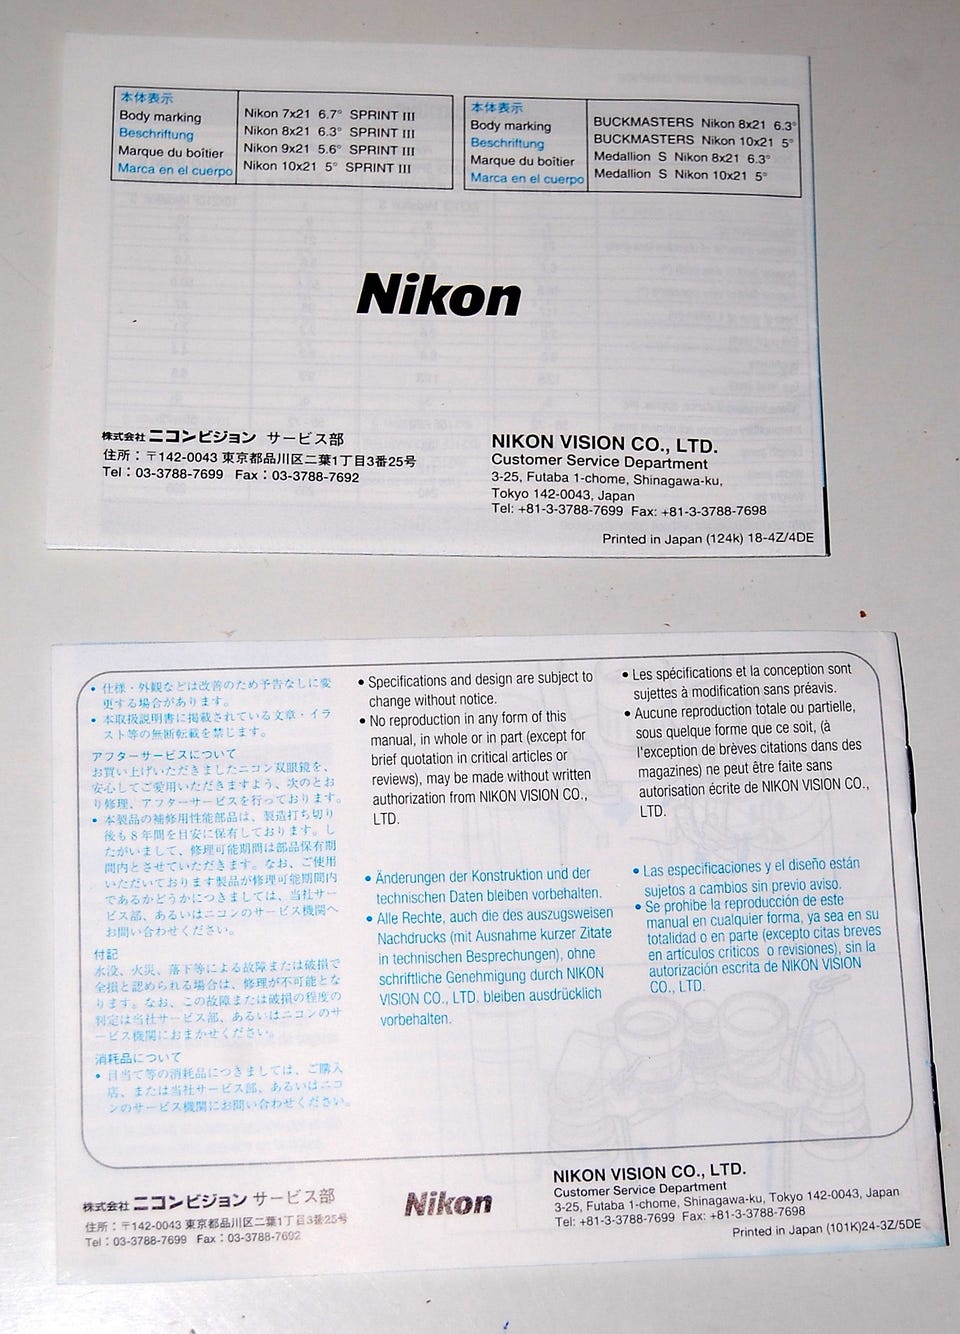 本体表示
Body marking
Beschriftung
Marque du boîtier
Marca en el cuerpo
Nikon 7x21 6.7° SPRINT III
Nikon 8x21 6.3° SPRINT III
Nikon 9x21 5.6° SPRINT III
Nikon 10x21 5° SPRINT III
本体表示
Body marking
Beschriftung
Marque du boîtier
Marca en el cuerpo
BUCKMASTERS Nikon 8x21 6.3°
BUCKMASTERS Nikon 10x21 5°
Medallion S Nikon 8x21 6.3°
Medallion S Nikon 10x21 5°
Nikon
株式会社 ニコンビジョン サービス部
住所：〒142-0043 東京都品川区二葉1丁目3番25号
Tel：03-3788-7699 Fax：03-3788-7692
NIKON VISION CO., LTD.
Customer Service Department
3-25, Futaba 1-chome, Shinagawa-ku,
Tokyo 142-0043, Japan
Tel: +81-3-3788-7699 Fax: +81-3-3788-7698
Printed in Japan (124k) 18-4Z/4DE
• 仕様・外観などは改善のため予告なしに変
更する場合があります。
• 本取扱説明書に掲載されている文章・イラ
スト等の無断転載を禁じます。
アフターサービスについて
お買い上げいただきましたニコン双眼鏡を、
安心してご愛用いただきますよう、次のとお
り修理、アフターサービスを行っております。
• 本製品の補修用性能部品は、製造打ち切り
後も8年間を目安に保有しております。し
たがいまして、修理可能期間は部品保有期
間内とさせていただきます。なお、ご使用
いただいております製品が修理可能期間内
であるかどうかにつきましては、当社サー
ビス部、あるいはニコンのサービス機関へ
お問い合わせください。
付記
水没、火災、落下等による故障または破損で
全損と認められる場合は、修理が不可能とな
ります。なお、この故障または破損の程度の
判定は当社サービス部、あるいはニコンのサ
ービス機関におまかせください。
消耗品について
• 目当て等の消耗品につきましては、ご購入
店、または当社サービス部、あるいはニコ
ンのサービス機関にお問い合わせください。
• Specifications and design are subject to
change without notice.
• No reproduction in any form of this
manual, in whole or in part (except for
brief quotation in critical articles or
reviews), may be made without written
authorization from NIKON VISION CO.,
LTD.
• Les spécifications et la conception sont
sujettes à modification sans préavis.
• Aucune reproduction totale ou partielle,
sous quelque forme que ce soit, (à
l'exception de brèves citations dans des
magazines) ne peut être faite sans
autorisation écrite de NIKON VISION CO.,
LTD.
• Änderungen der Konstruktion und der
technischen Daten bleiben vorbehalten.
• Alle Rechte, auch die des auszugsweisen
Nachdrucks (mit Ausnahme kurzer Zitate
in technischen Besprechungen), ohne
schriftliche Genehmigung durch NIKON
VISION CO., LTD. bleiben ausdrücklich
vorbehalten.
• Las especificaciones y el diseño están
sujetos a cambios sin previo aviso.
• Se prohibe la reproducción de este
manual en cualquier forma, ya sea en su
totalidad o en parte (excepto citas breves
en artículos críticos o revisiones), sin la
autorización escrita de NIKON VISION
CO., LTD.
株式会社 ニコンビジョン サービス部
住所：〒142-0043 東京都品川区二葉1丁目3番25号
Tel：03-3788-7699 Fax：03-3788-7692
Nikon
NIKON VISION CO., LTD.
Customer Service Department
3-25, Futaba 1-chome, Shinagawa-ku, Tokyo 142-0043, Japan
Tel: +81-3-3788-7699 Fax: +81-3-3788-7698
Printed in Japan (101K)24-3Z/5DE